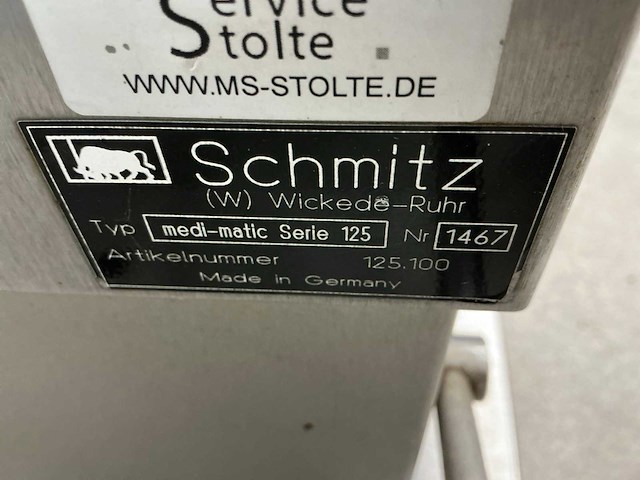 Service
Stolte
WWW.MS-STOLTE.DE
Schmitz
(W) Wickede-Ruhr
Typ medi-matic Serie 125 Nr 1467
Artikelnummer 125.100
Made in Germany